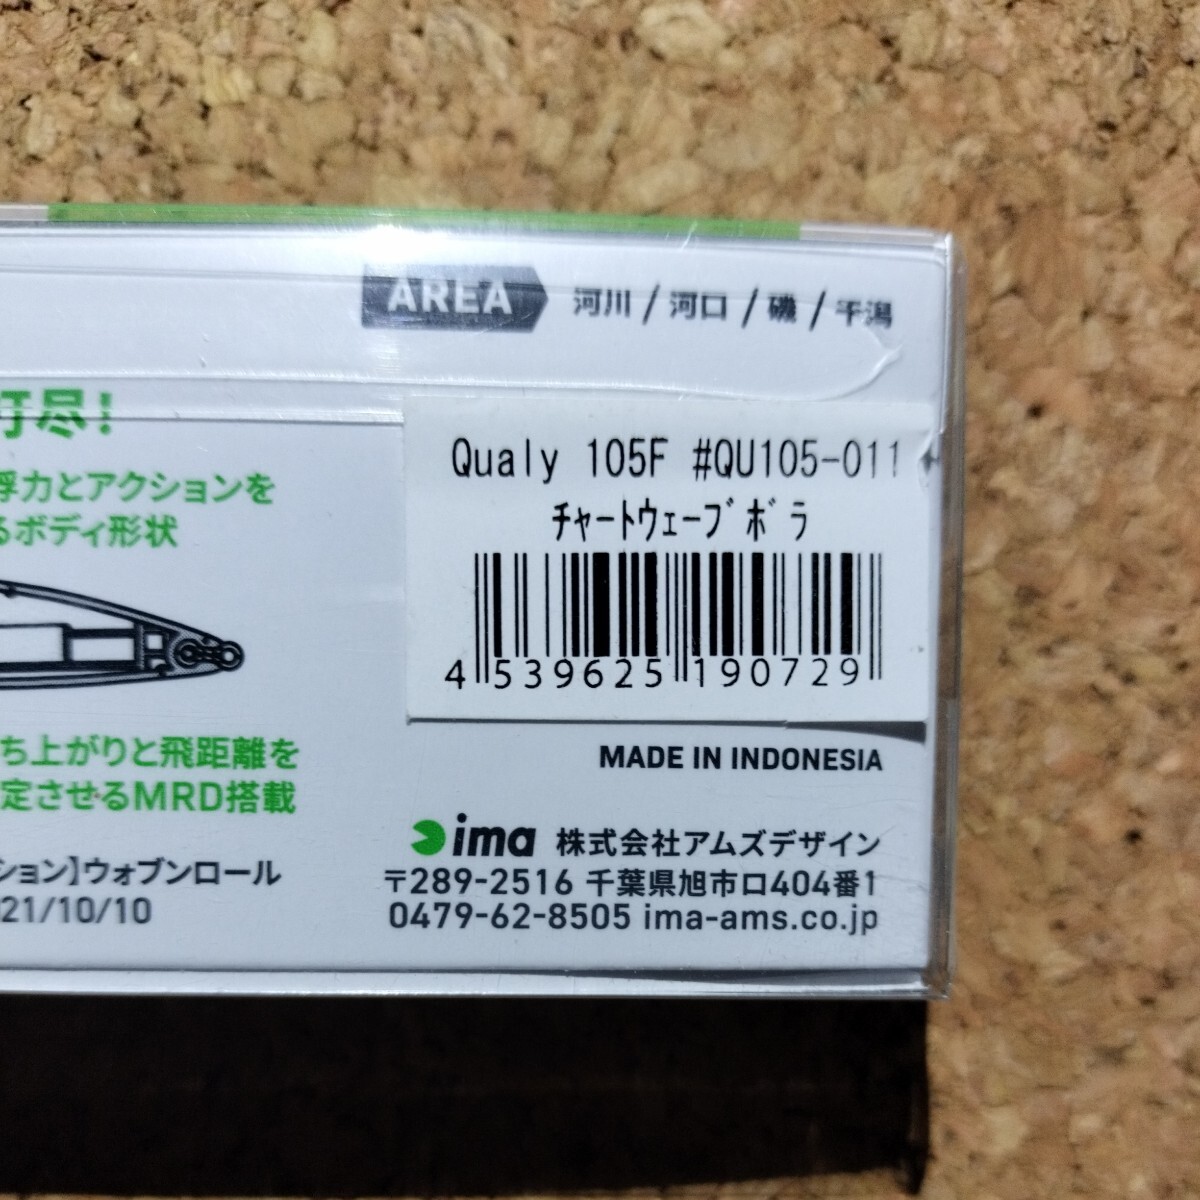 AREA 河川 / 河口 / 磯 / 干潟
打尽!
浮力とアクションを
るボディ形状
Qualy 105F #QU105-011
ﾁｬｰﾄｳｪｰﾌﾞﾎﾞﾗ
4 539625 190729
ち上がりと飛距離を
定させるMRD搭載
MADE IN INDONESIA
ima 株式会社アムズデザイン
ション】ウォブンロール
〒289-2516 千葉県旭市ロ404番1
21/10/10
0479-62-8505 ima-ams.co.jp